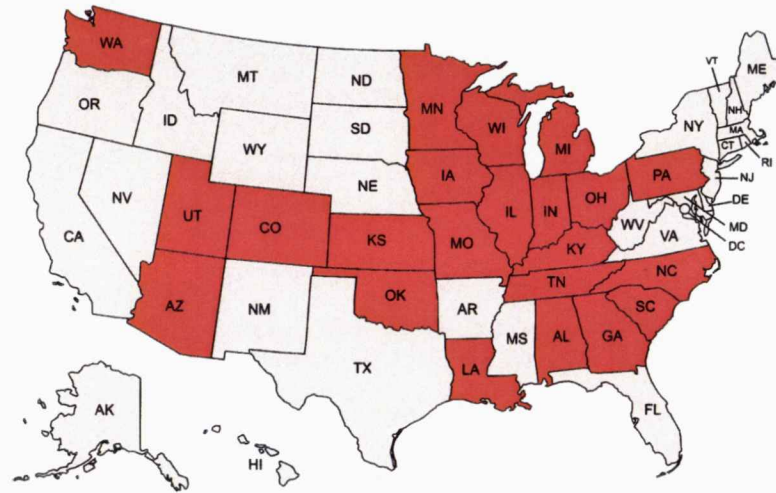 WA
MT
ND
MN
VT
ME
OR
ID
SD
WI
MI
NY
NH
MA
CT
RI
WY
NE
IA
PA
NJ
NV
UT
CO
KS
MO
IL
IN
OH
WV
VA
DE
MD
DC
CA
AZ
NM
OK
AR
KY
TN
NC
SC
TX
LA
MS
AL
GA
FL
AK
HI